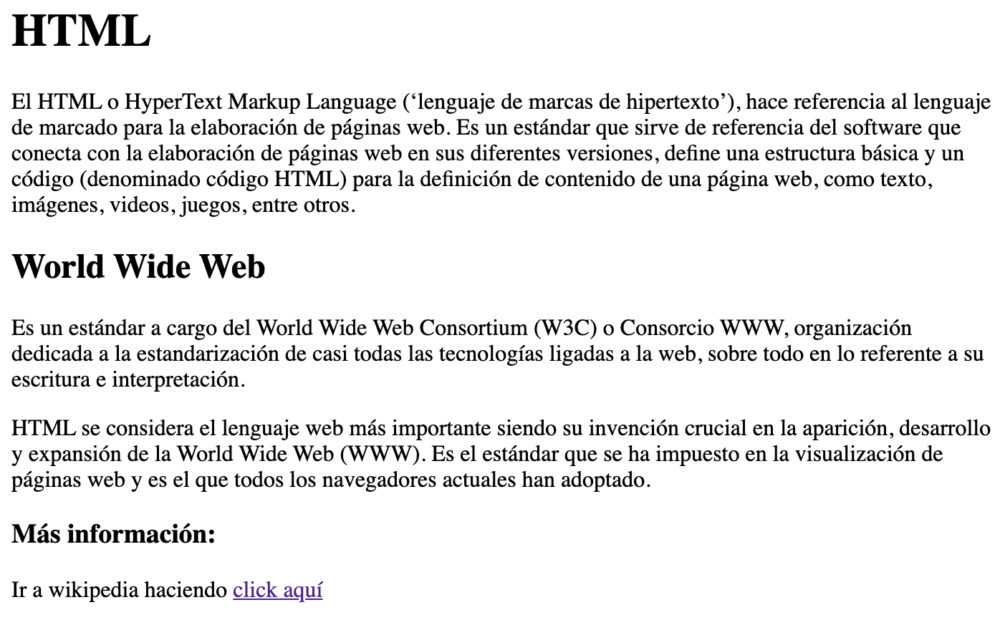 HTML
El HTML o HyperText Markup Language (‘lenguaje de marcas de hipertexto’), hace referencia al lenguaje
de marcado para la elaboración de páginas web. Es un estándar que sirve de referencia del software que
conecta con la elaboración de páginas web en sus diferentes versiones, define una estructura básica y un
código (denominado código HTML) para la definición de contenido de una página web, como texto,
imágenes, videos, juegos, entre otros.
World Wide Web
Es un estándar a cargo del World Wide Web Consortium (W3C) o Consorcio WWW, organización
dedicada a la estandarización de casi todas las tecnologías ligadas a la web, sobre todo en lo referente a su
escritura e interpretación.
HTML se considera el lenguaje web más importante siendo su invención crucial en la aparición, desarrollo
y expansión de la World Wide Web (WWW). Es el estándar que se ha impuesto en la visualización de
páginas web y es el que todos los navegadores actuales han adoptado.
Más información:
Ir a wikipedia haciendo click aquí